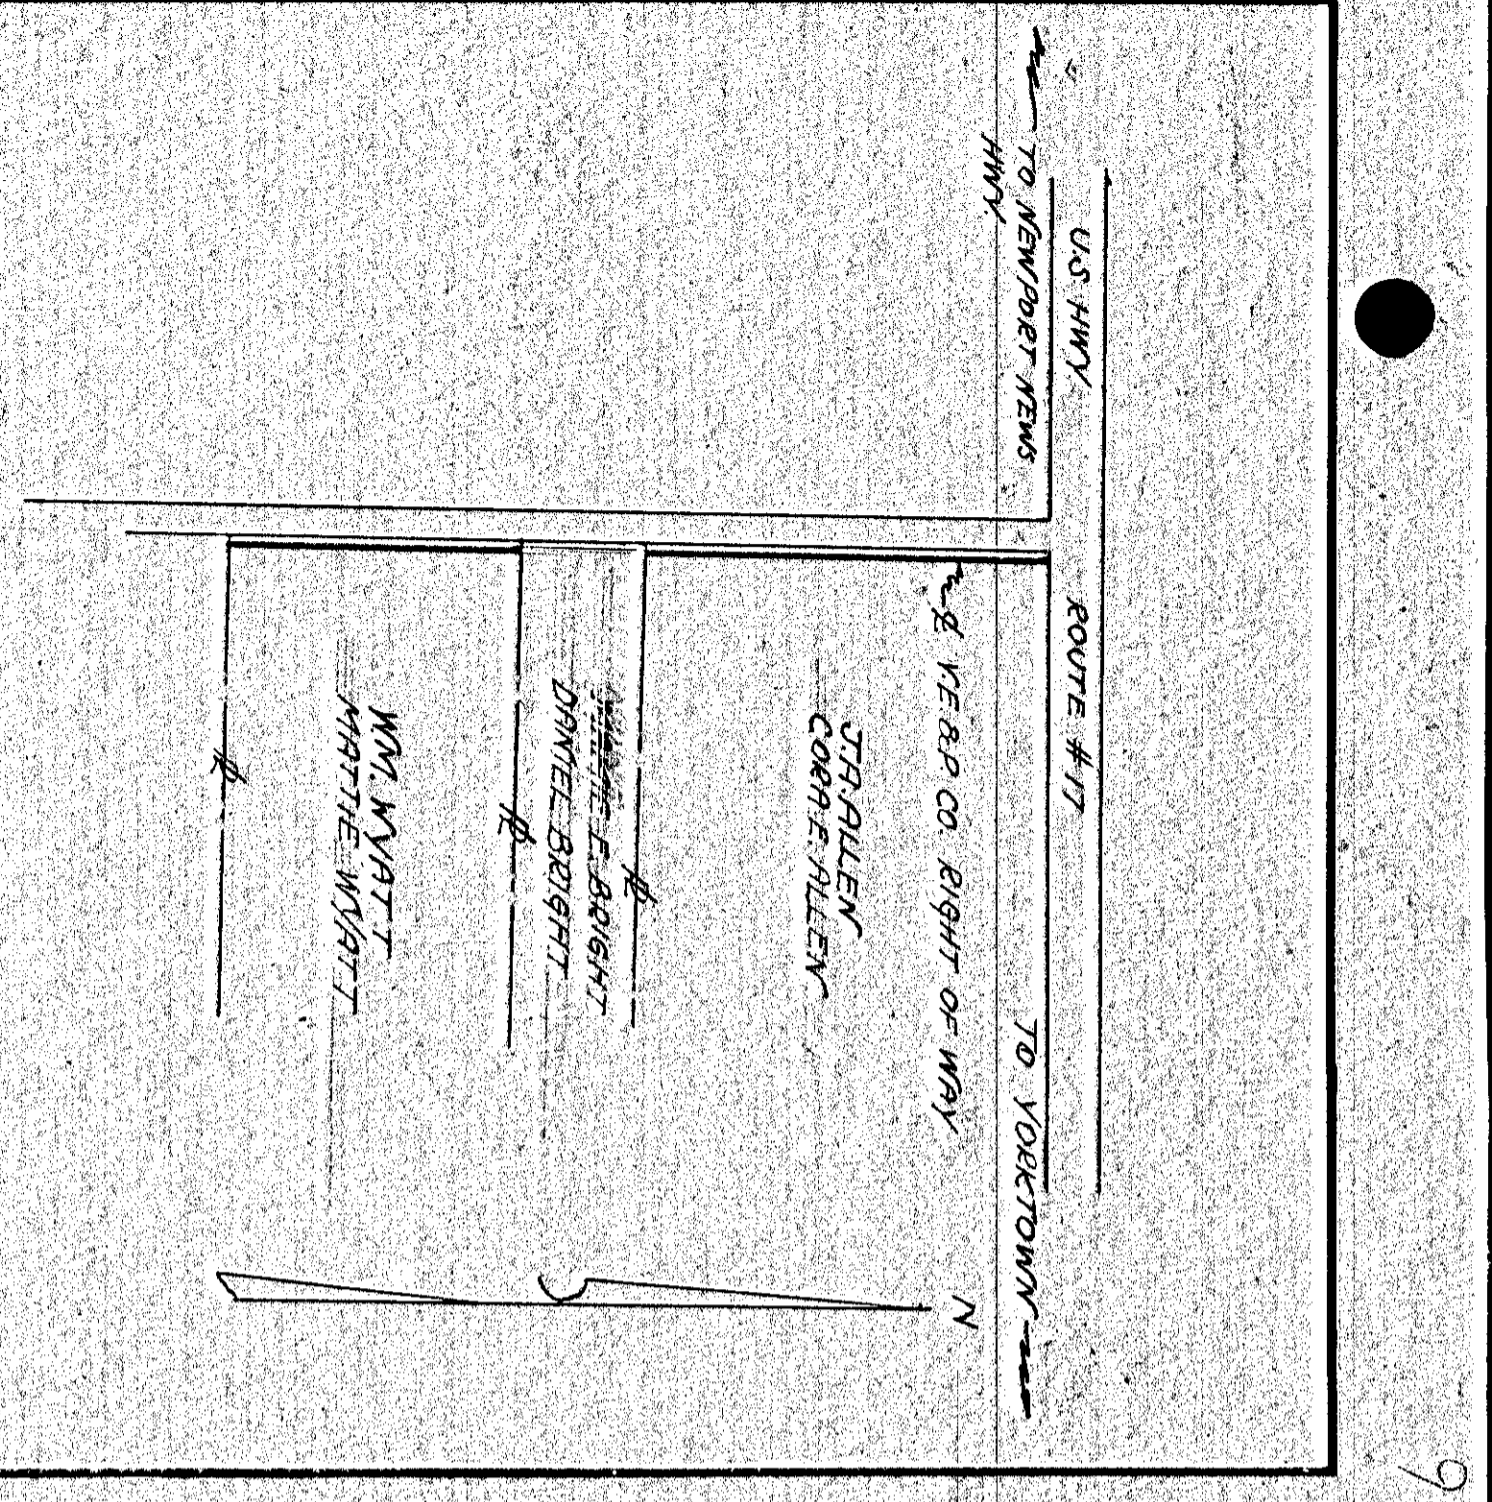 U.S HWY. ROUTE #17
TO NEWPORT NEWS
HWY.
TO YORKTOWN
N
℄ V.E.&P. CO. RIGHT OF WAY
J.A. ALLEN
CORA E. ALLEN
℄
E. BRIGHT
DANIEL BRIGHT
℄
WM. WYATT
MATTIE WYATT
℄
9